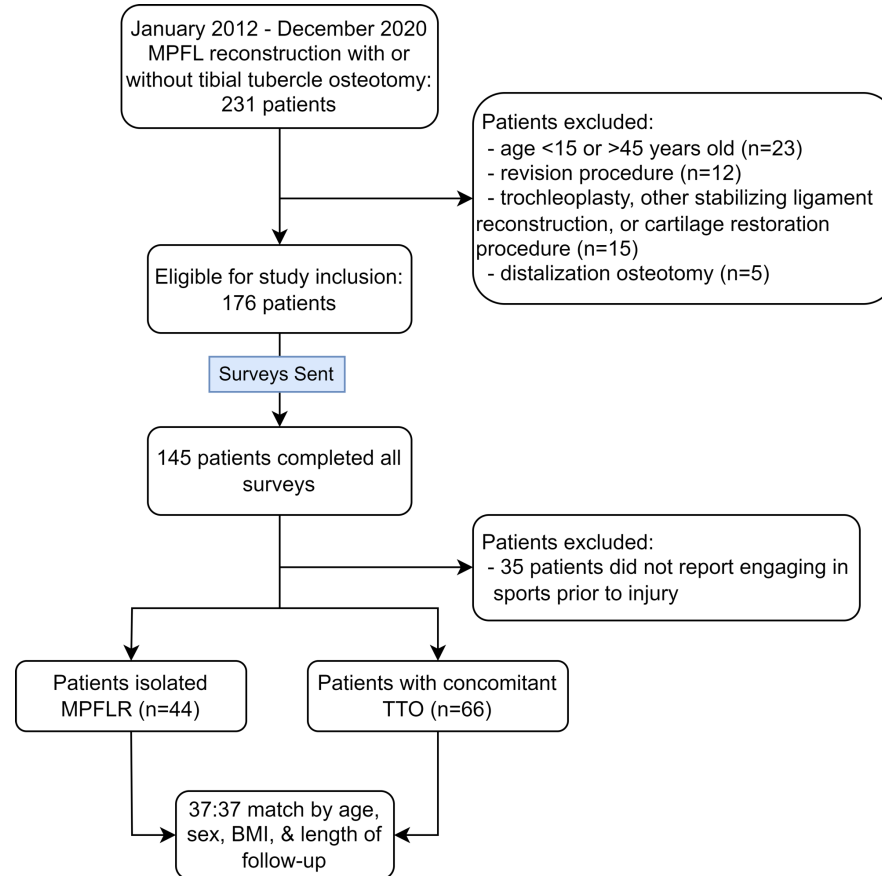 January 2012 - December 2020
MPFL reconstruction with or
without tibial tubercle osteotomy:
231 patients
Patients excluded:
- age <15 or >45 years old (n=23)
- revision procedure (n=12)
- trochleoplasty, other stabilizing ligament
reconstruction, or cartilage restoration
procedure (n=15)
- distalization osteotomy (n=5)
Eligible for study inclusion:
176 patients
Surveys Sent
145 patients completed all
surveys
Patients excluded:
- 35 patients did not report engaging in
sports prior to injury
Patients isolated
MPFLR (n=44)
Patients with concomitant
TTO (n=66)
37:37 match by age,
sex, BMI, & length of
follow-up